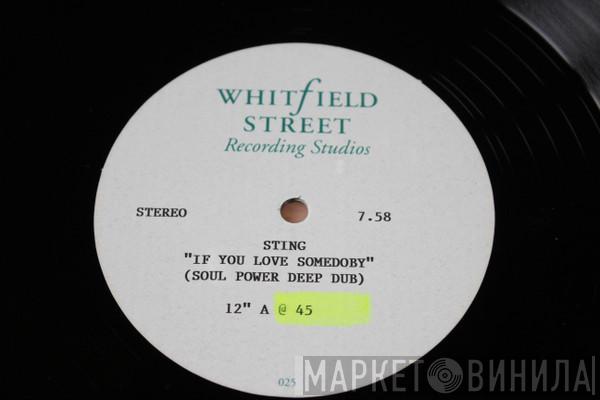 WHITFIELD
STREET
Recording Studios
STEREO 7.58
STING
"IF YOU LOVE SOMEDOBY"
(SOUL POWER DEEP DUB)
12" A @ 45
025
МАРКЕТ ВИНИЛА